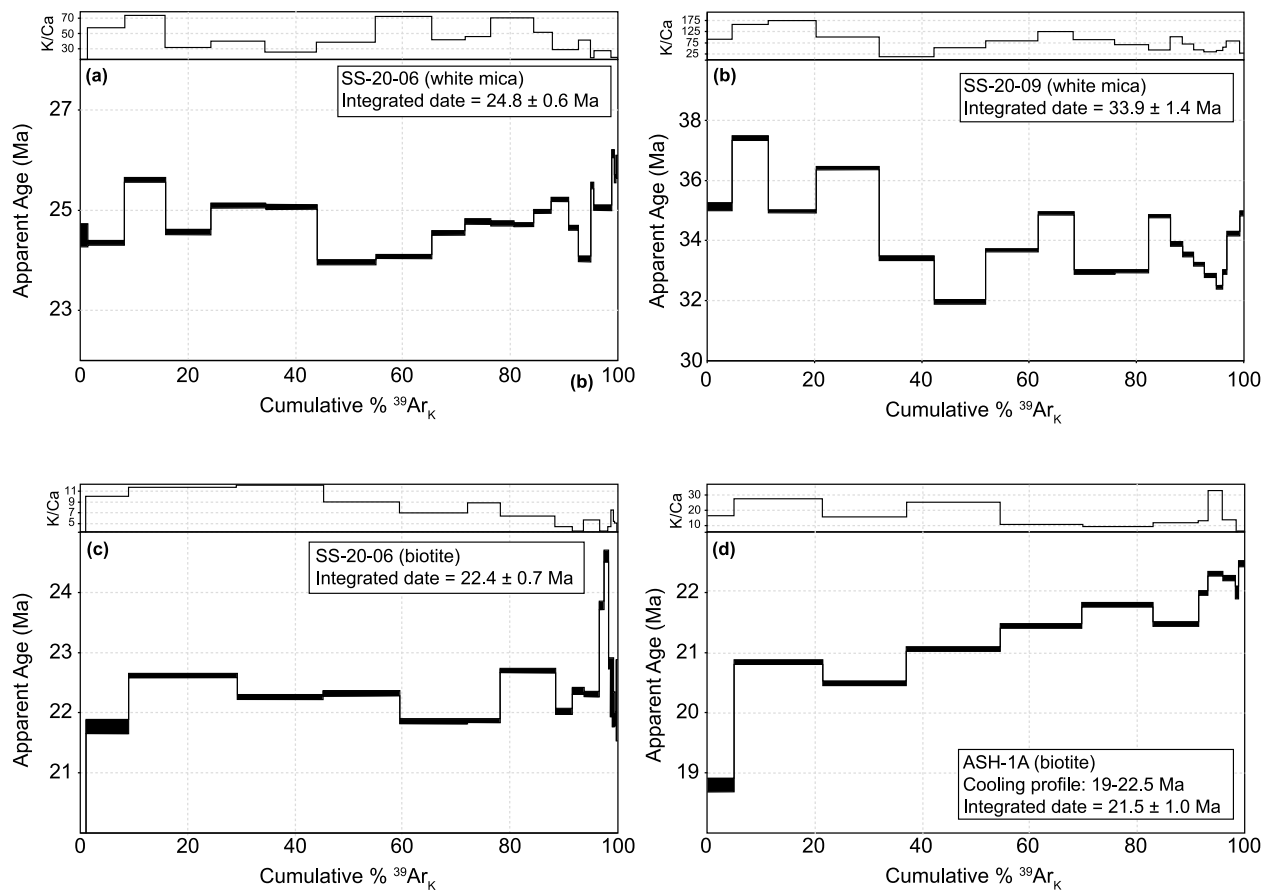 K/Ca
70
50
30
(a)
SS-20-06 (white mica)
Integrated date = 24.8 ± 0.6 Ma
Apparent Age (Ma)
27
25
23
0 20 40 60 80 100
(b)
Cumulative % ³⁹Ar_K
K/Ca
175
125
75
25
(b)
SS-20-09 (white mica)
Integrated date = 33.9 ± 1.4 Ma
Apparent Age (Ma)
38
36
34
32
30
0 20 40 60 80 100
Cumulative % ³⁹Ar_K
K/Ca
11
9
7
5
(c)
SS-20-06 (biotite)
Integrated date = 22.4 ± 0.7 Ma
Apparent Age (Ma)
24
23
22
21
0 20 40 60 80 100
Cumulative % ³⁹Ar_K
K/Ca
30
20
10
(d)
Apparent Age (Ma)
22
21
20
19
ASH-1A (biotite)
Cooling profile: 19-22.5 Ma
Integrated date = 21.5 ± 1.0 Ma
0 20 40 60 80 100
Cumulative % ³⁹Ar_K